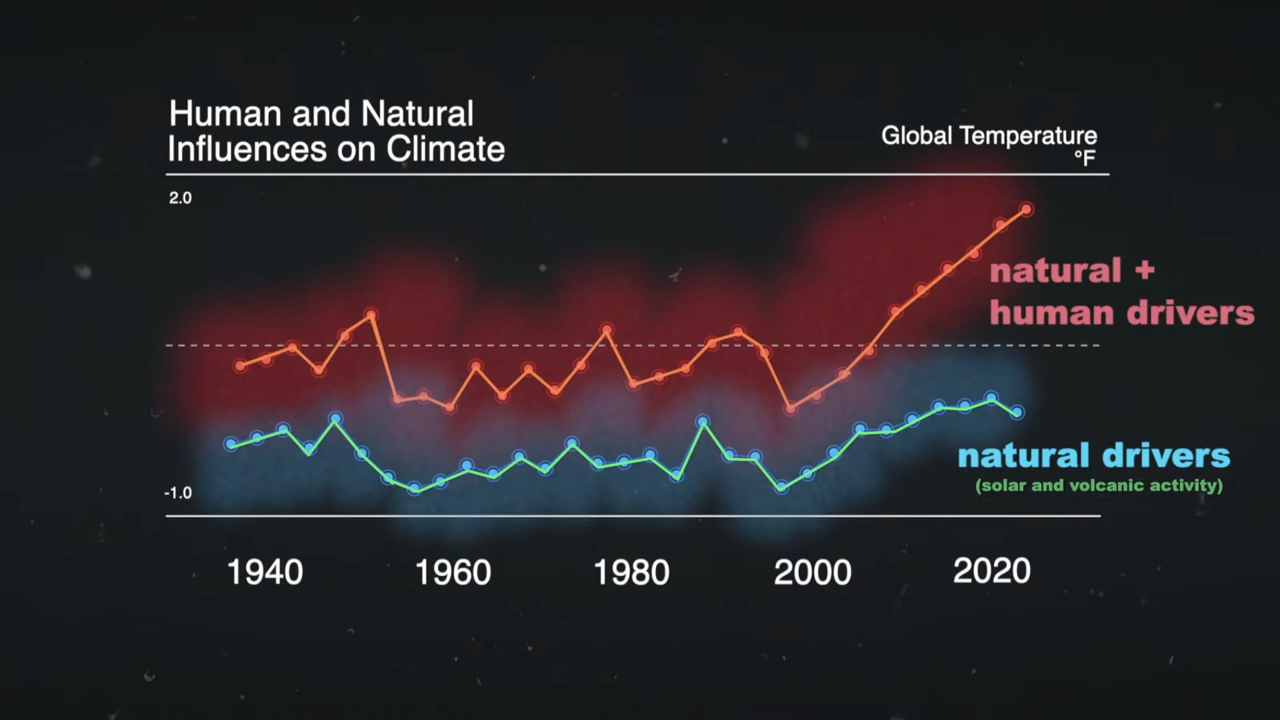 Human and Natural
Influences on Climate
Global Temperature
°F
2.0
natural +
human drivers
natural drivers
(solar and volcanic activity)
-1.0
1940 1960 1980 2000 2020